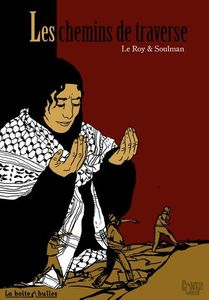 Les chemins de traverse
Le Roy & Soulman
La boîte à bulles